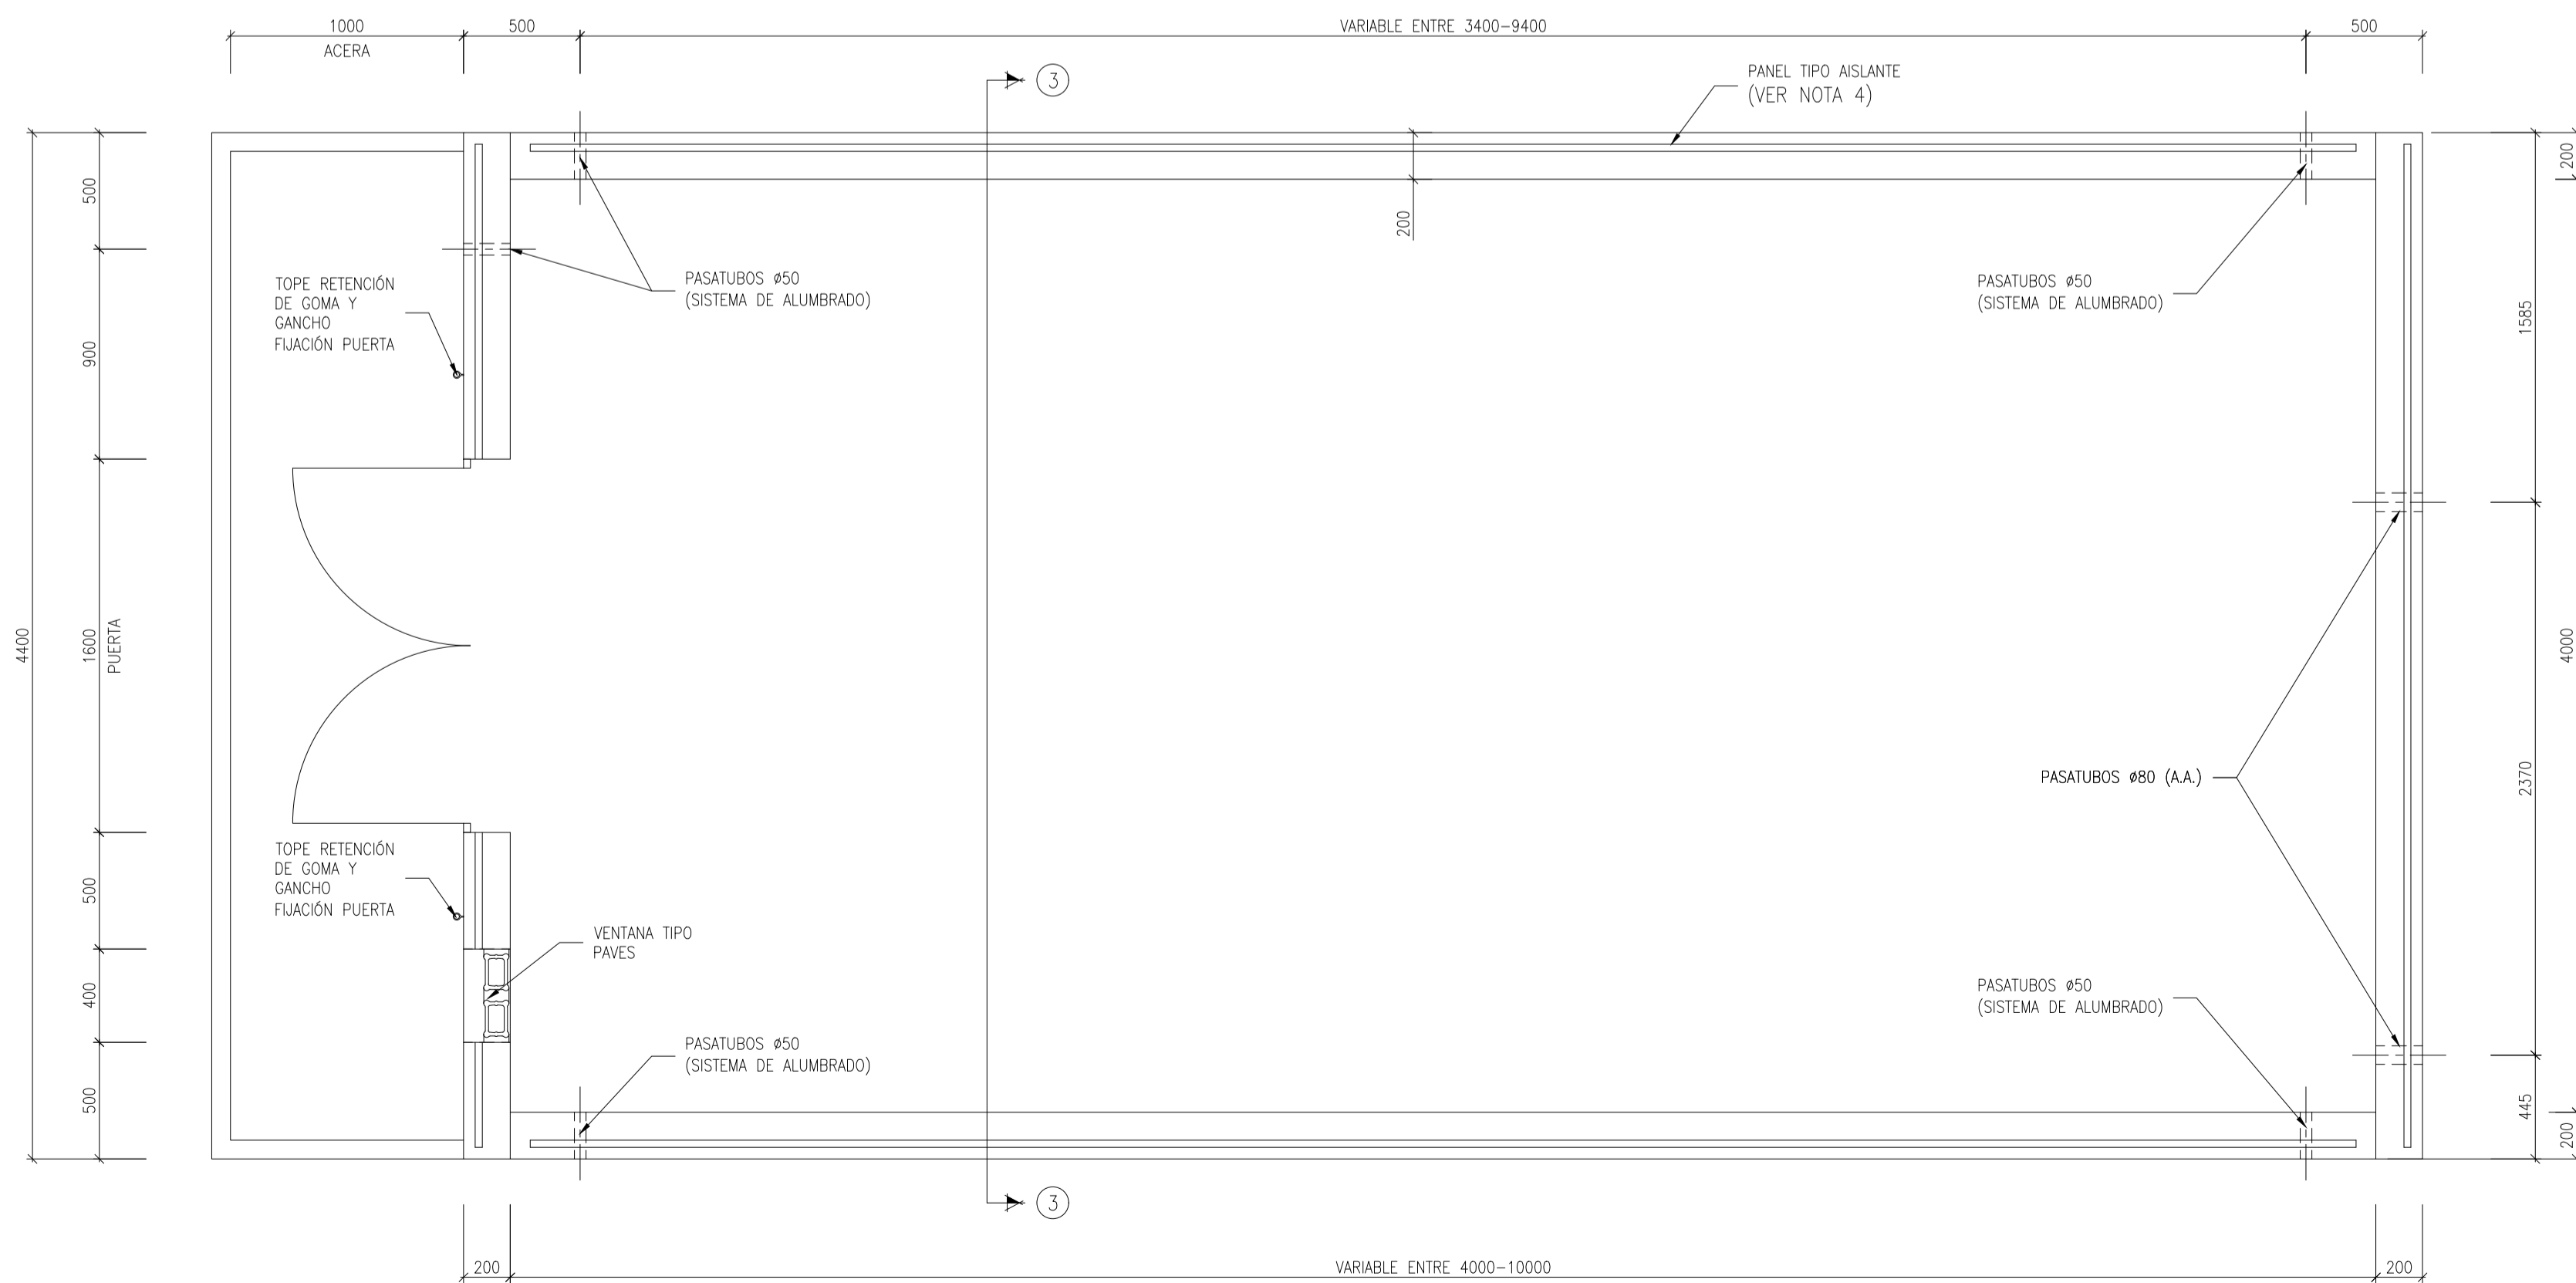 1000
ACERA
500
VARIABLE ENTRE 3400-9400
500
3
PANEL TIPO AISLANTE
(VER NOTA 4)
200
500
200
PASATUBOS ø50
(SISTEMA DE ALUMBRADO)
PASATUBOS ø50
(SISTEMA DE ALUMBRADO)
TOPE RETENCIÓN
DE GOMA Y
GANCHO
FIJACIÓN PUERTA
900
1585
4400
1600
PUERTA
4000
PASATUBOS ø80 (A.A.)
2370
TOPE RETENCIÓN
DE GOMA Y
GANCHO
FIJACIÓN PUERTA
500
VENTANA TIPO
PAVES
400
PASATUBOS ø50
(SISTEMA DE ALUMBRADO)
PASATUBOS ø50
(SISTEMA DE ALUMBRADO)
500
445
200
3
200
VARIABLE ENTRE 4000-10000
200